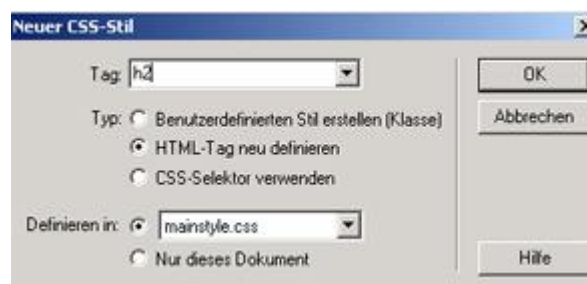 Neuer CSS-Stil
Tag: h2
OK
Typ: Benutzerdefinierten Stil erstellen (Klasse)
Abbrechen
HTML-Tag neu definieren
CSS-Selektor verwenden
Definieren in: mainstyle.css
Nur dieses Dokument
Hilfe